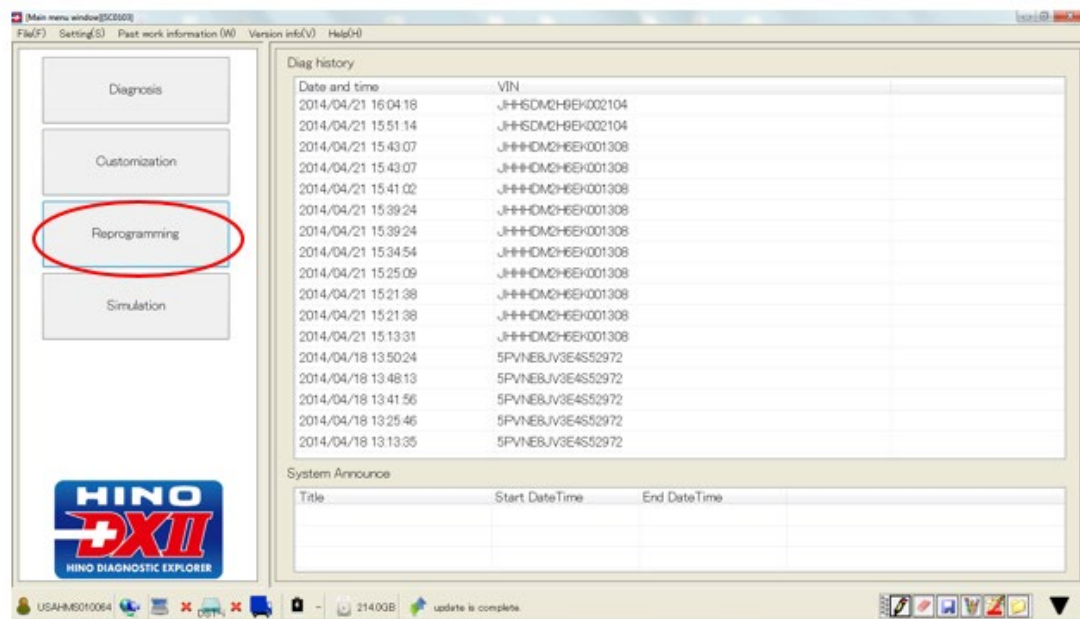 [Main menu window][SC0103]
File(F) Setting(S) Past work information (W) Version info(V) Help(H)
Diagnosis
Customization
Reprogramming
Simulation
HINO
DXII
HINO DIAGNOSTIC EXPLORER
Diag history
Date and time VIN
2014/04/21 16:04:18 JHHSDM2H9EK002104
2014/04/21 15:51:14 JHHSDM2H9EK002104
2014/04/21 15:43:07 JHHHDM2H6EK001308
2014/04/21 15:43:07 JHHHDM2H6EK001308
2014/04/21 15:41:02 JHHHDM2H6EK001308
2014/04/21 15:39:24 JHHHDM2H6EK001308
2014/04/21 15:39:24 JHHHDM2H6EK001308
2014/04/21 15:34:54 JHHHDM2H6EK001308
2014/04/21 15:25:09 JHHHDM2H6EK001308
2014/04/21 15:21:38 JHHHDM2H6EK001308
2014/04/21 15:21:38 JHHHDM2H6EK001308
2014/04/21 15:13:31 JHHHDM2H6EK001308
2014/04/18 13:50:24 5PVNE8JV3E4S52972
2014/04/18 13:48:13 5PVNE8JV3E4S52972
2014/04/18 13:41:56 5PVNE8JV3E4S52972
2014/04/18 13:25:46 5PVNE8JV3E4S52972
2014/04/18 13:13:35 5PVNE8JV3E4S52972
System Announce
Title Start DateTime End DateTime
USAHMS010064 DST-i - 214.0GB update is complete.